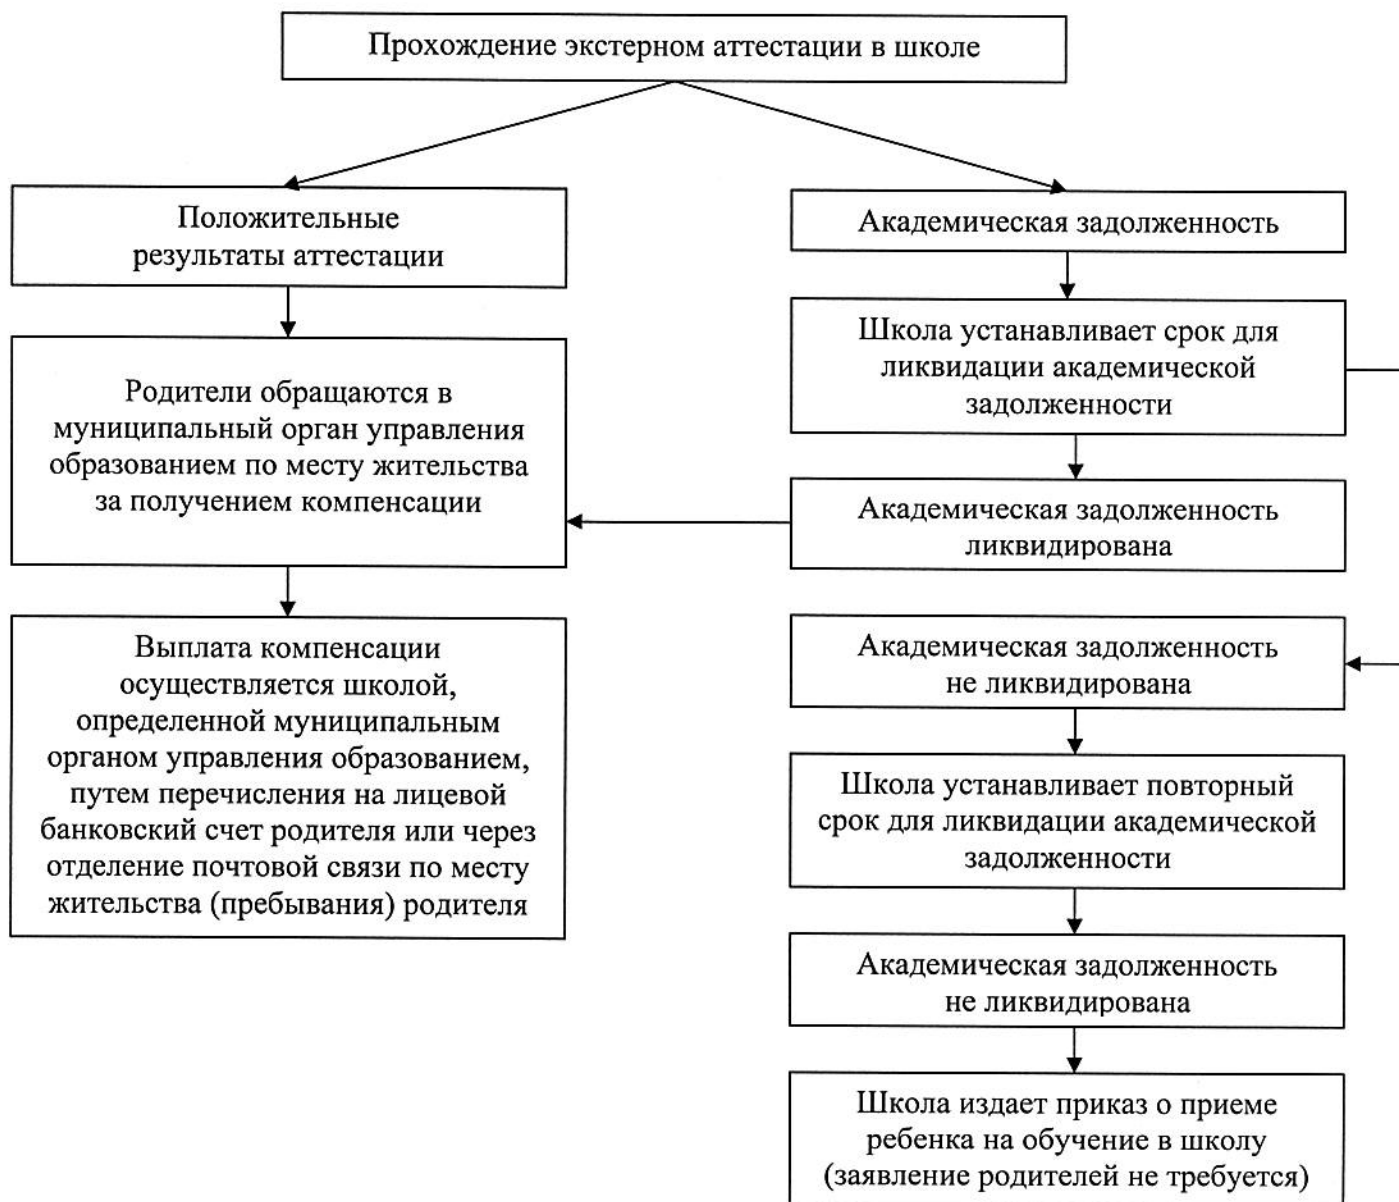 Прохождение экстерном аттестации в школе
Положительные
результаты аттестации
Родители обращаются в
муниципальный орган управления
образованием по месту жительства
за получением компенсации
Выплата компенсации
осуществляется школой,
определенной муниципальным
органом управления образованием,
путем перечисления на лицевой
банковский счет родителя или через
отделение почтовой связи по месту
жительства (пребывания) родителя
Академическая задолженность
Школа устанавливает срок для
ликвидации академической
задолженности
Академическая задолженность
ликвидирована
Академическая задолженность
не ликвидирована
Школа устанавливает повторный
срок для ликвидации академической
задолженности
Академическая задолженность
не ликвидирована
Школа издает приказ о приеме
ребенка на обучение в школу
(заявление родителей не требуется)